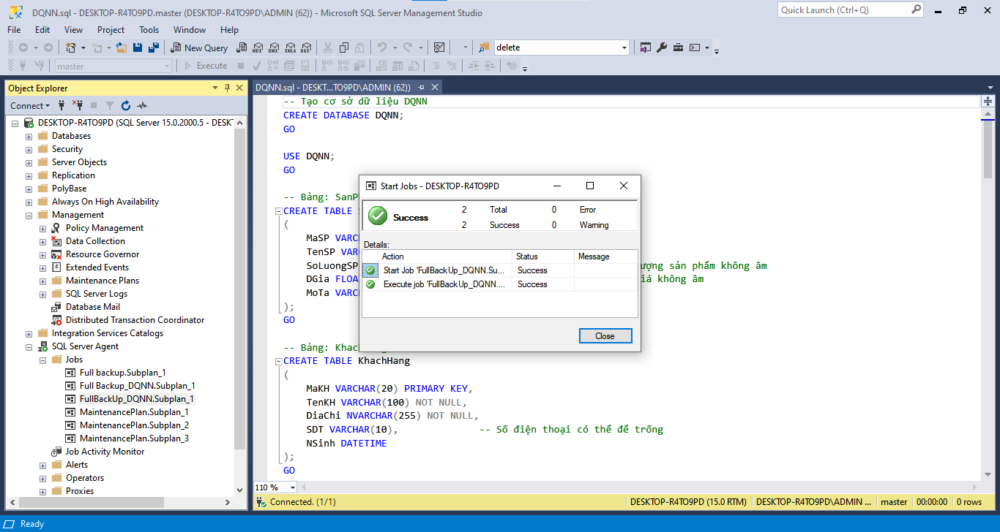 DQNN.sql - DESKTOP-R4TO9PD.master (DESKTOP-R4TO9PD\ADMIN (62)) - Microsoft SQL Server Management Studio
Quick Launch (Ctrl+Q)
File Edit View Project Tools Window Help
New Query MDX DMX XMLA DAX delete
master Execute
Object Explorer
Connect
DESKTOP-R4TO9PD (SQL Server 15.0.2000.5 - DESKT
Databases
Security
Server Objects
Replication
PolyBase
Always On High Availability
Management
Policy Management
Data Collection
Resource Governor
Extended Events
Maintenance Plans
SQL Server Logs
Database Mail
Distributed Transaction Coordinator
Integration Services Catalogs
SQL Server Agent
Jobs
Full backup.Subplan_1
Full Backup_DQNN.Subplan_1
FullBackUp_DQNN.Subplan_1
MaintenancePlan.Subplan_1
MaintenancePlan.Subplan_2
MaintenancePlan.Subplan_3
Job Activity Monitor
Alerts
Operators
Proxies
DQNN.sql - DESKT...TO9PD\ADMIN (62))
-- Tạo cơ sở dữ liệu DQNN
CREATE DATABASE DQNN;
GO
USE DQNN;
GO
-- Bảng: SanP
CREATE TABLE
(
MaSP VARC
TenSP VAR
SoLuongSP ượng sản phẩm không âm
DGia FLOA iá không âm
MoTa VARC
);
GO
-- Bảng: Khac
CREATE TABLE KhachHang
(
MaKH VARCHAR(20) PRIMARY KEY,
TenKH VARCHAR(100) NOT NULL,
DiaChi NVARCHAR(255) NOT NULL,
SDT VARCHAR(10), -- Số điện thoại có thể để trống
NSinh DATETIME
);
GO
Start Jobs - DESKTOP-R4TO9PD
Success
2 Total 0 Error
2 Success 0 Warning
Details:
Action Status Message
Start Job 'FullBackUp_DQNN.Su... Success
Execute job 'FullBackUp_DQNN.... Success
Close
110 %
Connected. (1/1) DESKTOP-R4TO9PD (15.0 RTM) DESKTOP-R4TO9PD\ADMIN ... master 00:00:00 0 rows
Ready